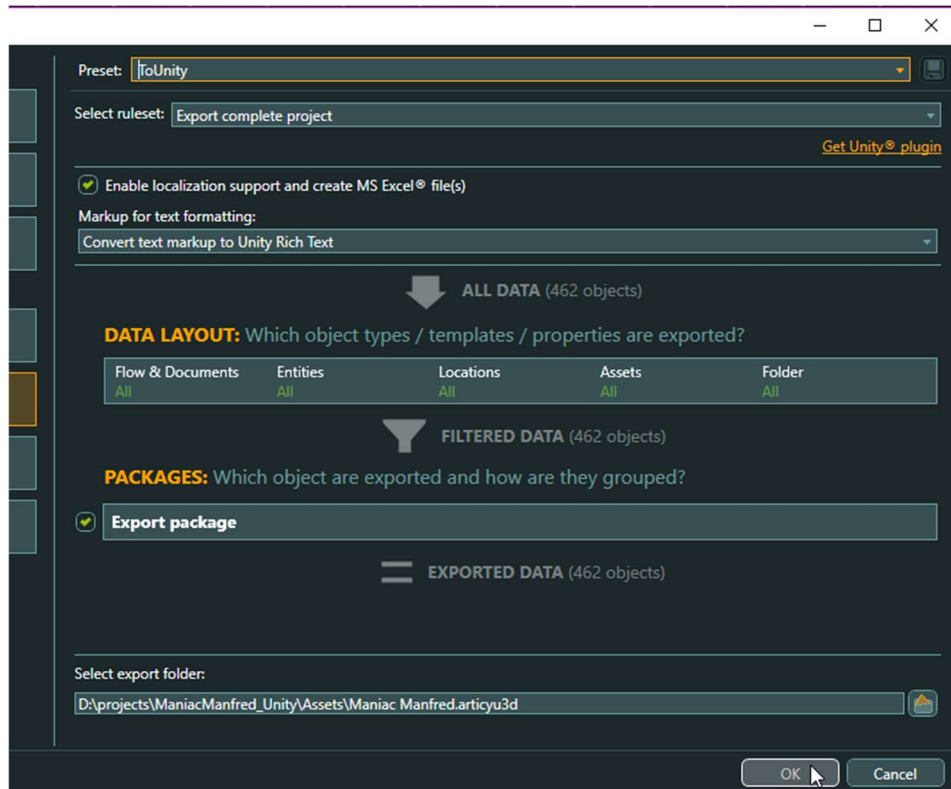 Preset: ToUnity
Select ruleset: Export complete project
Get Unity® plugin
Enable localization support and create MS Excel® file(s)
Markup for text formatting:
Convert text markup to Unity Rich Text
ALL DATA (462 objects)
DATA LAYOUT: Which object types / templates / properties are exported?
Flow & Documents Entities Locations Assets Folder
All All All All All
FILTERED DATA (462 objects)
PACKAGES: Which object are exported and how are they grouped?
Export package
EXPORTED DATA (462 objects)
Select export folder:
D:\projects\ManiacManfred_Unity\Assets\Maniac Manfred.articyu3d
OK Cancel